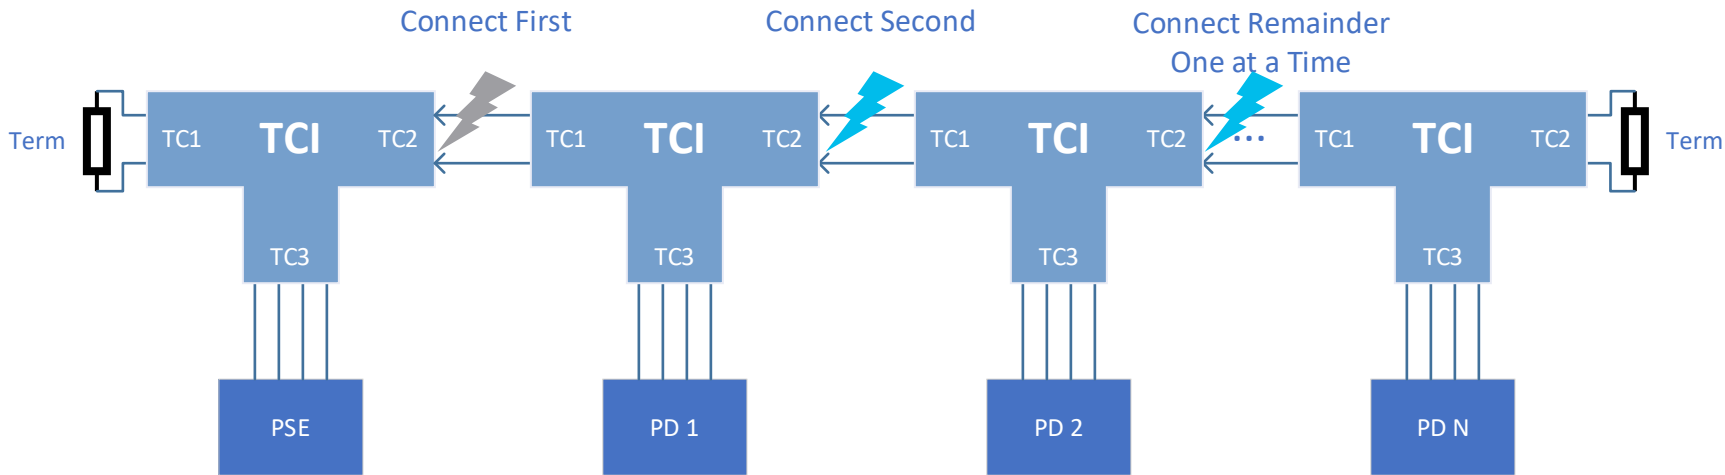 Connect First
Connect Second
Connect Remainder
One at a Time
Term
TC1
TCI
TC2
TC1
TCI
TC2
TC1
TCI
TC2
...
TC1
TCI
TC2
Term
TC3
TC3
TC3
TC3
PSE
PD 1
PD 2
PD N